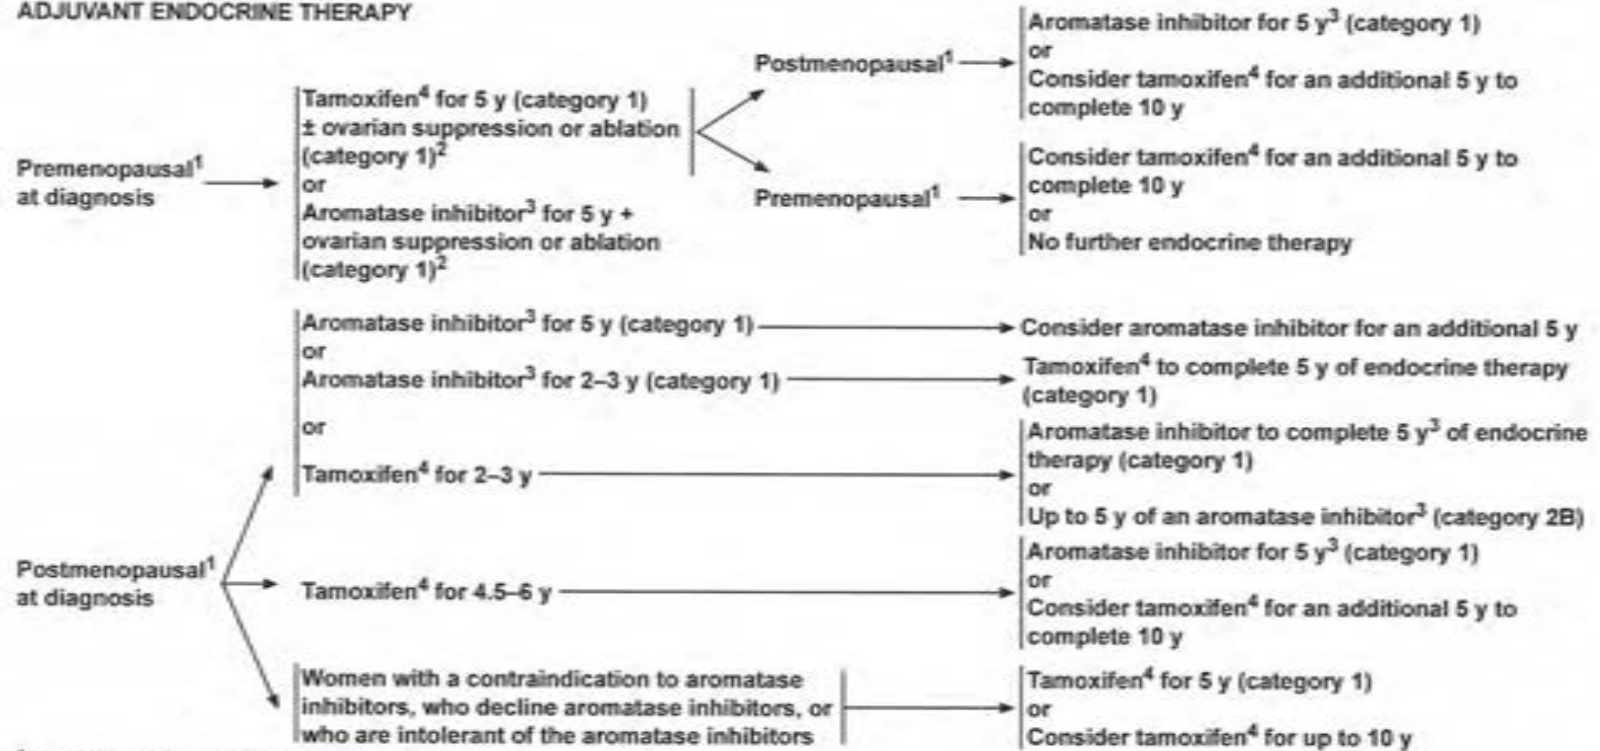 ADJUVANT ENDOCRINE THERAPY
Premenopausal¹
at diagnosis
Tamoxifen⁴ for 5 y (category 1)
± ovarian suppression or ablation
(category 1)²
or
Aromatase inhibitor³ for 5 y +
ovarian suppression or ablation
(category 1)²
Postmenopausal¹
Aromatase inhibitor for 5 y³ (category 1)
or
Consider tamoxifen⁴ for an additional 5 y to
complete 10 y
Premenopausal¹
Consider tamoxifen⁴ for an additional 5 y to
complete 10 y
or
No further endocrine therapy
Postmenopausal¹
at diagnosis
Aromatase inhibitor³ for 5 y (category 1)
Consider aromatase inhibitor for an additional 5 y
or
Aromatase inhibitor³ for 2–3 y (category 1)
Tamoxifen⁴ to complete 5 y of endocrine therapy
(category 1)
or
Tamoxifen⁴ for 2–3 y
Aromatase inhibitor to complete 5 y³ of endocrine
therapy (category 1)
or
Up to 5 y of an aromatase inhibitor³ (category 2B)
Tamoxifen⁴ for 4.5–6 y
Aromatase inhibitor for 5 y³ (category 1)
or
Consider tamoxifen⁴ for an additional 5 y to
complete 10 y
Women with a contraindication to aromatase
inhibitors, who decline aromatase inhibitors, or
who are intolerant of the aromatase inhibitors
Tamoxifen⁴ for 5 y (category 1)
or
Consider tamoxifen⁴ for up to 10 y